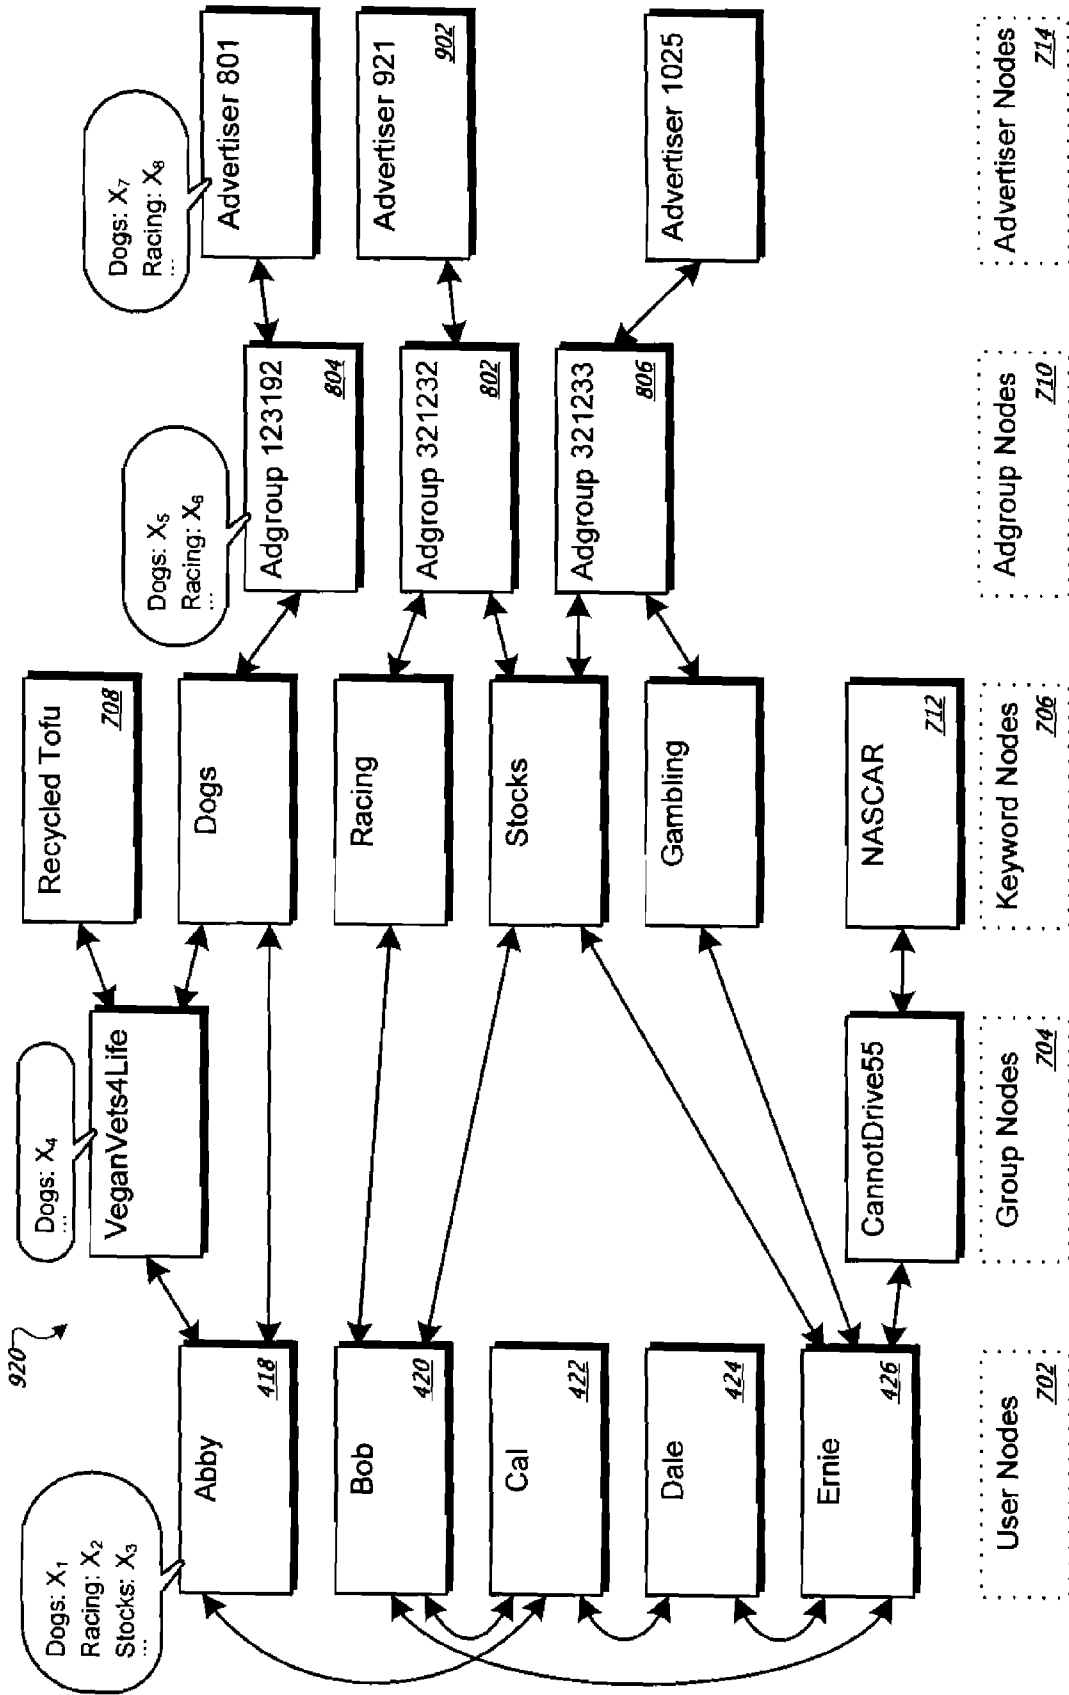 920
Dogs: X₁
Racing: X₂
Stocks: X₃
...
Abby
418
Bob
420
Cal
422
Dale
424
Ernie
426
User Nodes
702
Dogs: X₄
...
VeganVets4Life
CannotDrive55
Group Nodes
704
Recycled Tofu
708
Dogs
Racing
Stocks
Gambling
NASCAR
712
Keyword Nodes
706
Dogs: X₅
Racing: X₆
...
Adgroup 123192
804
Adgroup 321232
802
Adgroup 321233
806
Adgroup Nodes
710
Dogs: X₇
Racing: X₈
...
Advertiser 801
Advertiser 921
902
Advertiser 1025
Advertiser Nodes
714